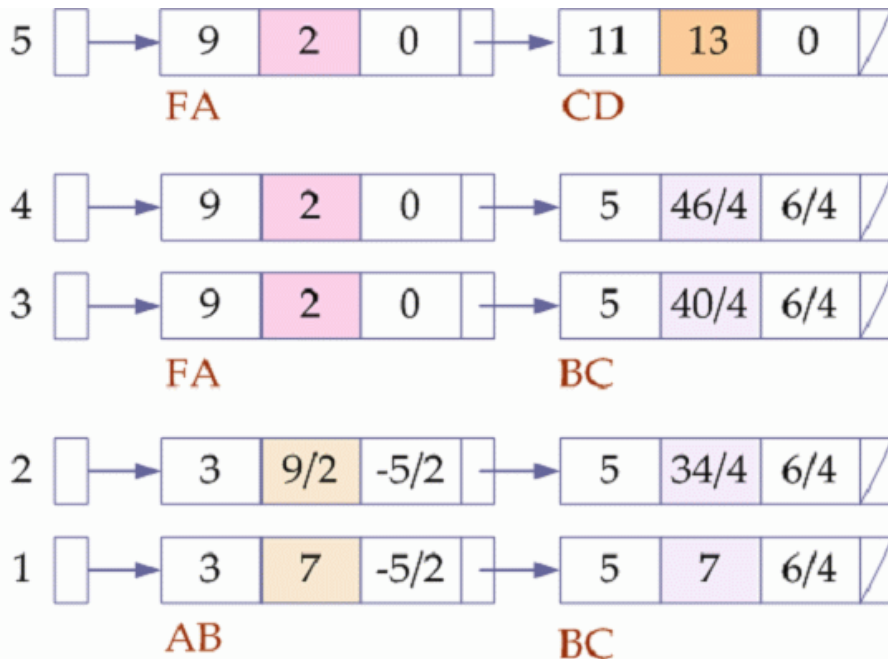 5 9 2 0 11 13 0
FA CD
4 9 2 0 5 46/4 6/4
3 9 2 0 5 40/4 6/4
FA BC
2 3 9/2 -5/2 5 34/4 6/4
1 3 7 -5/2 5 7 6/4
AB BC